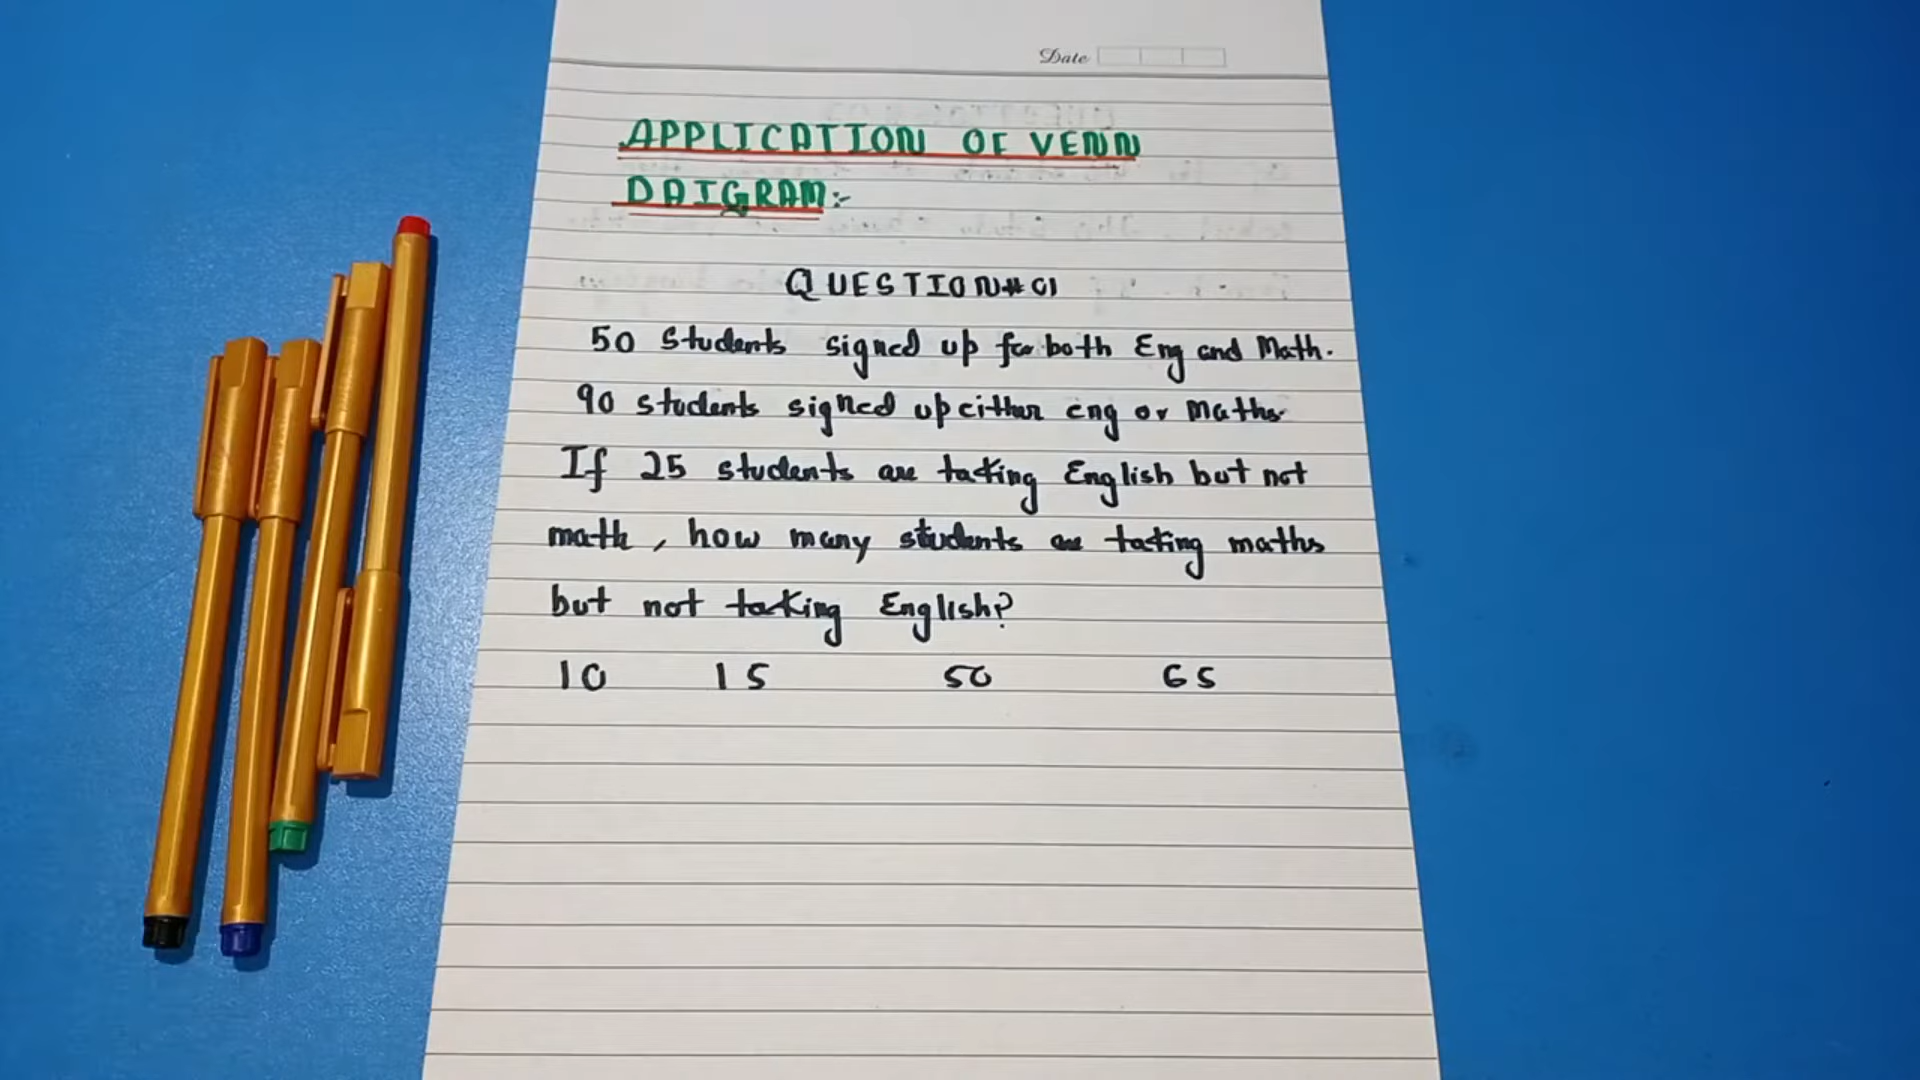 Date
APPLICATION OF VENN
DAIGRAM:-
QUESTION#01
50 Students signed up for both Eng and Math.
90 students signed up either eng or Maths.
If 25 students are taking English but not
math, how many students are taking maths
but not taking English?
10 15 50 65